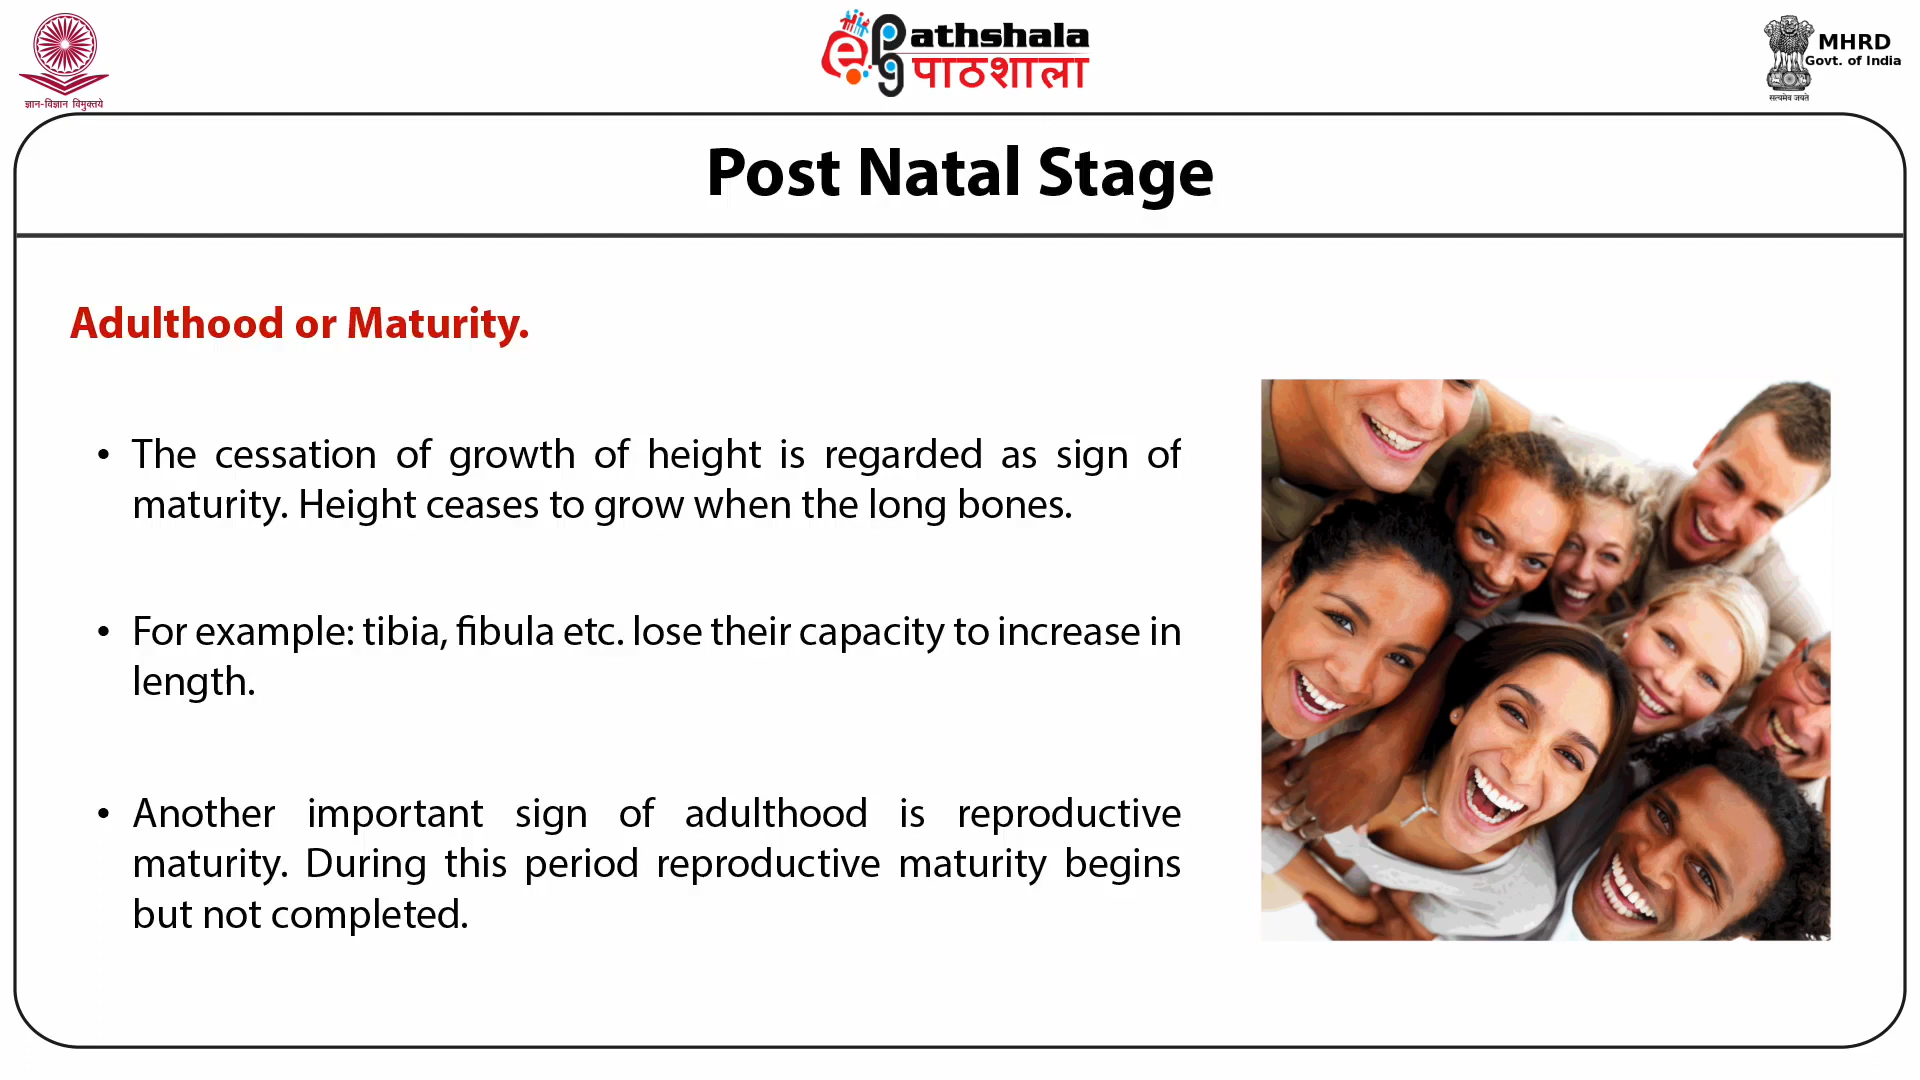 ज्ञान-विज्ञान विमुक्तये
ePathshala
पाठशाला
MHRD
Govt. of India
सत्यमेव जयते
Post Natal Stage
Adulthood or Maturity.
• The cessation of growth of height is regarded as sign of
maturity. Height ceases to grow when the long bones.
• For example: tibia, fibula etc. lose their capacity to increase in
length.
• Another important sign of adulthood is reproductive
maturity. During this period reproductive maturity begins
but not completed.